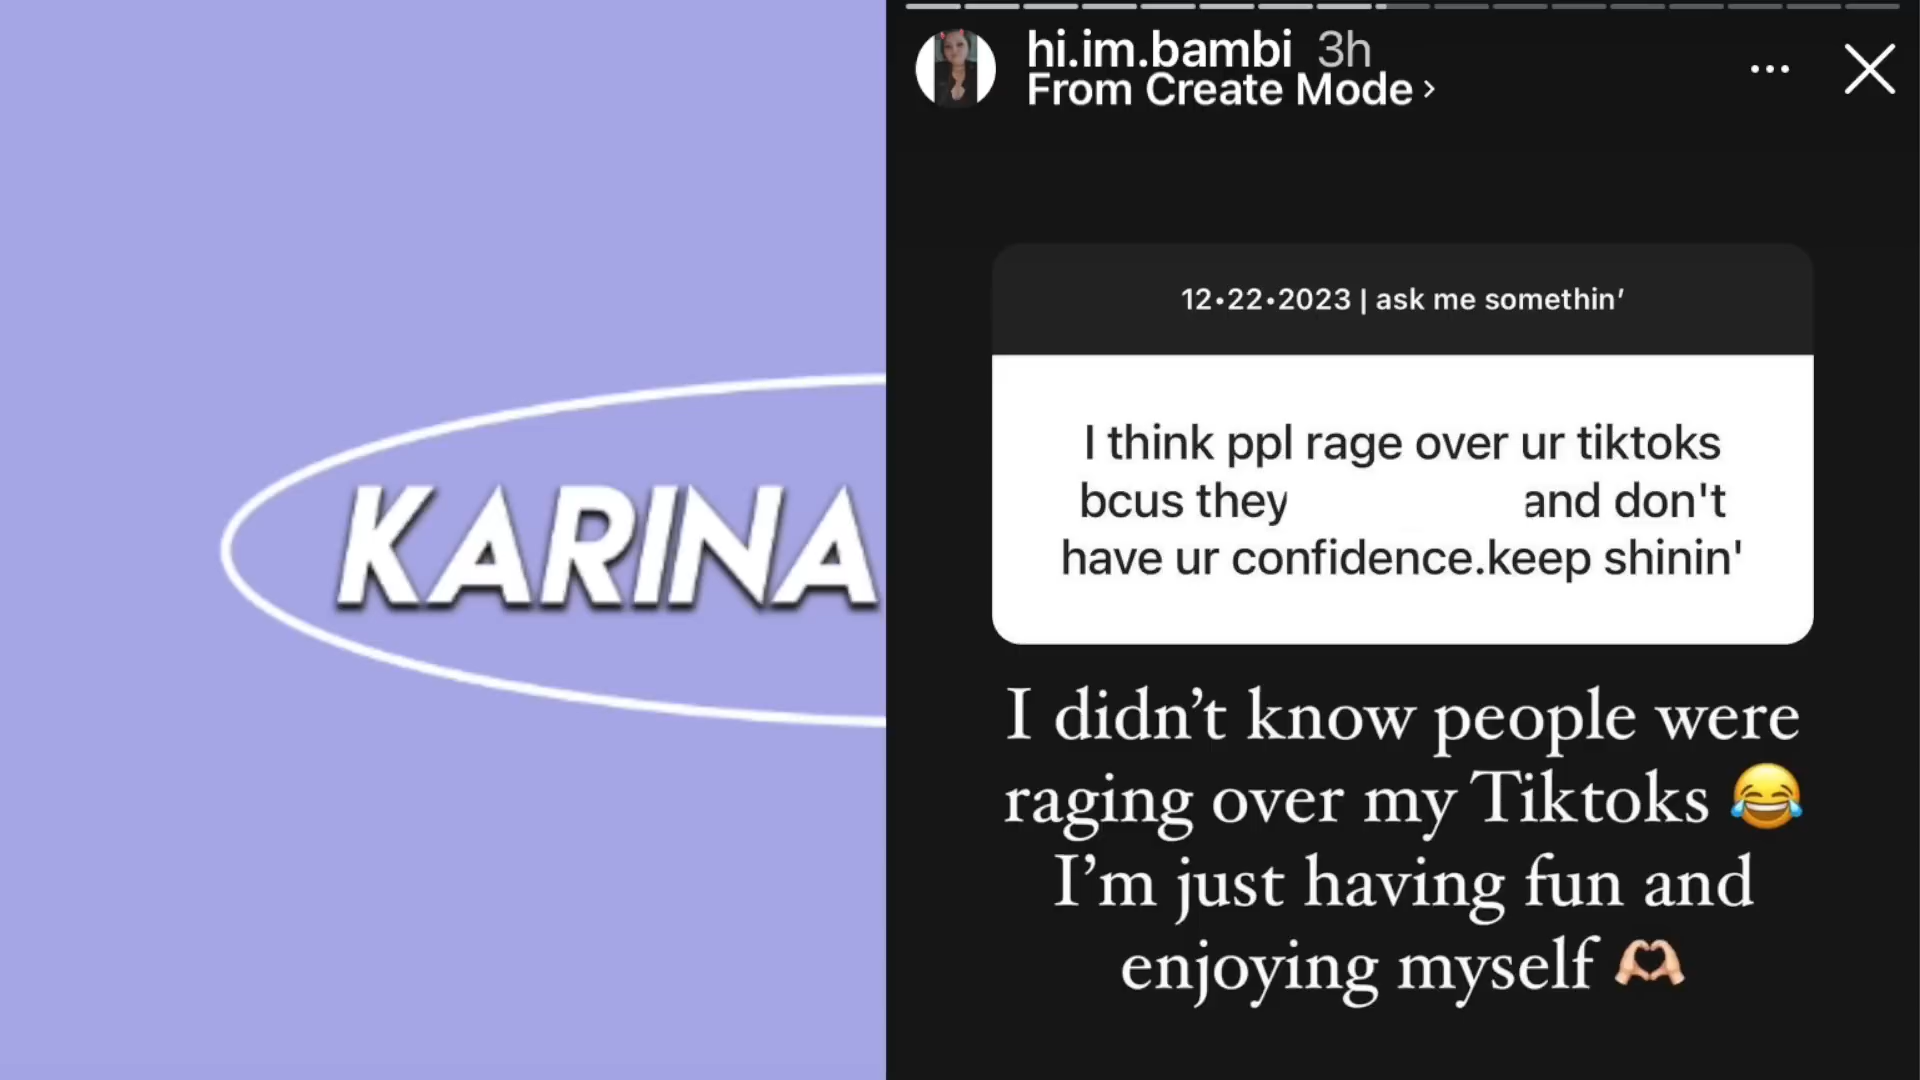 KARINA
hi.im.bambi 3h
From Create Mode ›
12•22•2023 | ask me somethin’
I think ppl rage over ur tiktoks
bcus they and don't
have ur confidence.keep shinin'
I didn’t know people were
raging over my Tiktoks 😂
I’m just having fun and
enjoying myself 🫶🏻